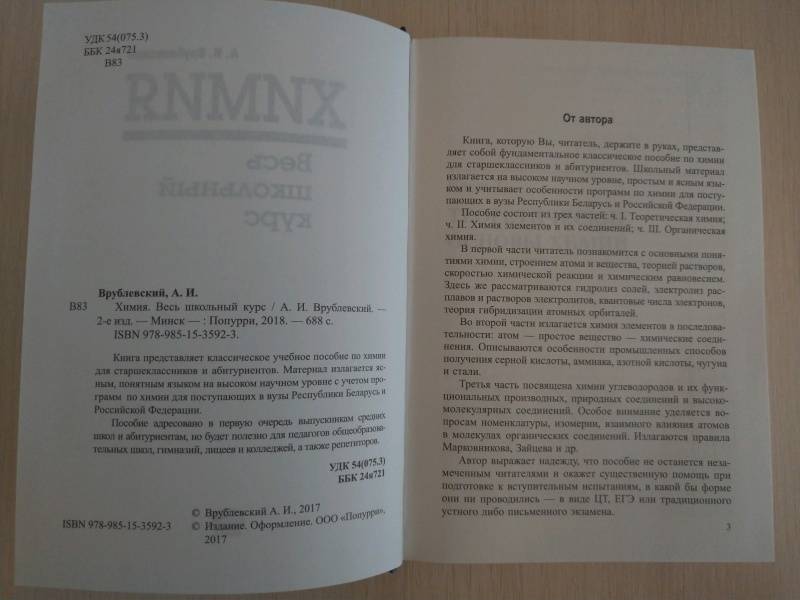 УДК 54(075.3)
ББК 24я721
В83
А. И. Врублевский
ХИМИЯ
Весь
школьный
курс
Врублевский, А. И.
В83 Химия. Весь школьный курс / А. И. Врублевский. —
2-е изд. — Минск — : Попурри, 2018. — 688 с.
ISBN 978-985-15-3592-3.
Книга представляет классическое учебное пособие по химии
для старшеклассников и абитуриентов. Материал излагается яс-
ным, понятным языком на высоком научном уровне с учетом про-
грамм по химии для поступающих в вузы Республики Беларусь и
Российской Федерации.
Пособие адресовано в первую очередь выпускникам средних
школ и абитуриентам, но будет полезно для педагогов общеобразова-
тельных школ, гимназий, лицеев и колледжей, а также репетиторов.
УДК 54(075.3)
ББК 24я721
© Врублевский А. И., 2017
ISBN 978-985-15-3592-3 © Издание. Оформление. ООО «Попурри»,
2017
От автора
Книга, которую Вы, читатель, держите в руках, представ-
ляет собой фундаментальное классическое пособие по химии
для старшеклассников и абитуриентов. Школьный материал
излагается на высоком научном уровне, простым и ясным язы-
ком и учитывает особенности программ по химии для посту-
пающих в вузы Республики Беларусь и Российской Федерации.
Пособие состоит из трех частей: ч. I. Теоретическая химия;
ч. II. Химия элементов и их соединений; ч. III. Органическая
химия.
В первой части читатель познакомится с основными поня-
тиями химии, строением атома и вещества, теорией растворов,
скоростью химической реакции и химическим равновесием.
Здесь же рассматриваются гидролиз солей, электролиз рас-
плавов и растворов электролитов, квантовые числа электронов,
теория гибридизации атомных орбиталей.
Во второй части излагается химия элементов в последова-
тельности: атом — простое вещество — химические соеди-
нения. Описываются особенности промышленных способов
получения серной кислоты, аммиака, азотной кислоты, чугуна
и стали.
Третья часть посвящена химии углеводородов и их функ-
циональных производных, природных соединений и высоко-
молекулярных соединений. Особое внимание уделяется во-
просам номенклатуры, изомерии, взаимного влияния атомов
в молекулах органических соединений. Излагаются правила
Марковникова, Зайцева и др.
Автор выражает надежду, что пособие не останется неза-
меченным читателями и окажет существенную помощь при
подготовке к вступительным испытаниям, в какой бы форме
они ни проводились — в виде ЦТ, ЕГЭ или традиционного
устного либо письменного экзамена.
3